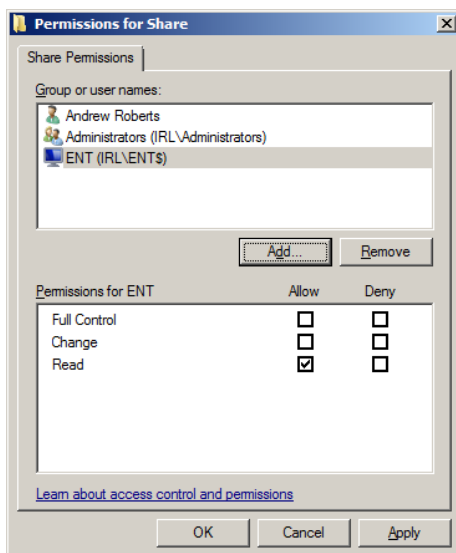 Permissions for Share
Share Permissions
Group or user names:
Andrew Roberts
Administrators (IRL\Administrators)
ENT (IRL\ENT$)
Add... Remove
Permissions for ENT Allow Deny
Full Control
Change
Read
Learn about access control and permissions
OK Cancel Apply